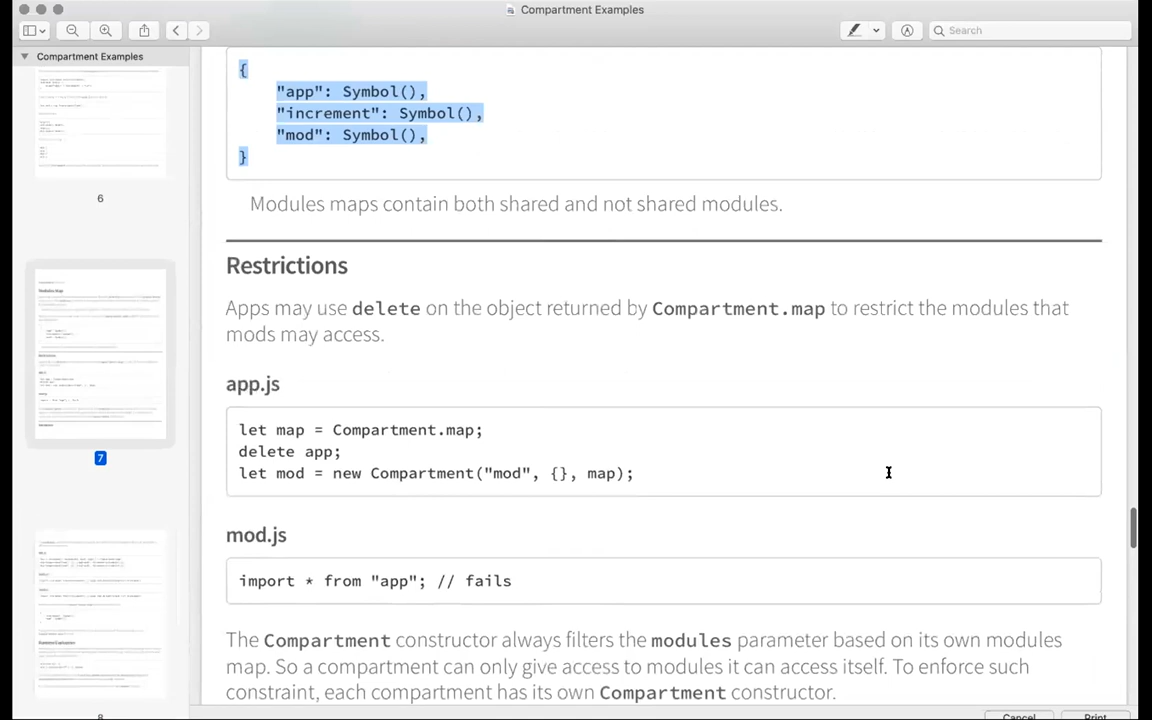 Compartment Examples
Search
Compartment Examples
6
7
8
{
"app": Symbol(),
"increment": Symbol(),
"mod": Symbol(),
}
Modules maps contain both shared and not shared modules.
Restrictions
Apps may use delete on the object returned by Compartment.map to restrict the modules that
mods may access.
app.js
let map = Compartment.map;
delete app;
let mod = new Compartment("mod", {}, map);
mod.js
import * from "app"; // fails
The Compartment constructor always filters the modules parameter based on its own modules
map. So a compartment can only give access to modules it can access itself. To enforce such
constraint, each compartment has its own Compartment constructor.
Cancel
Print